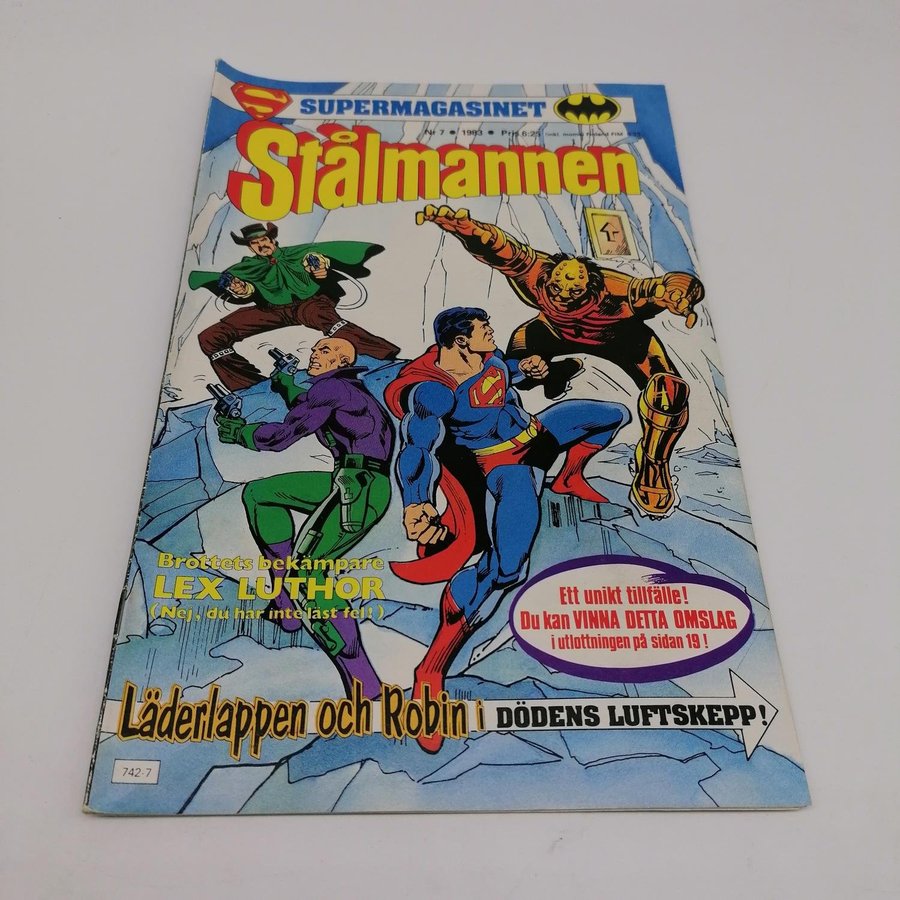 SUPERMAGASINET
Nr 7 • 1983 • Pris 6:25
Stålmannen
Brottets bekämpare
LEX LUTHOR
(Nej, du har inte läst fel!)
Ett unikt tillfälle!
Du kan VINNA DETTA OMSLAG
i utlottningen på sidan 19!
Läderlappen och Robin i DÖDENS LUFTSKEPP!
742-7